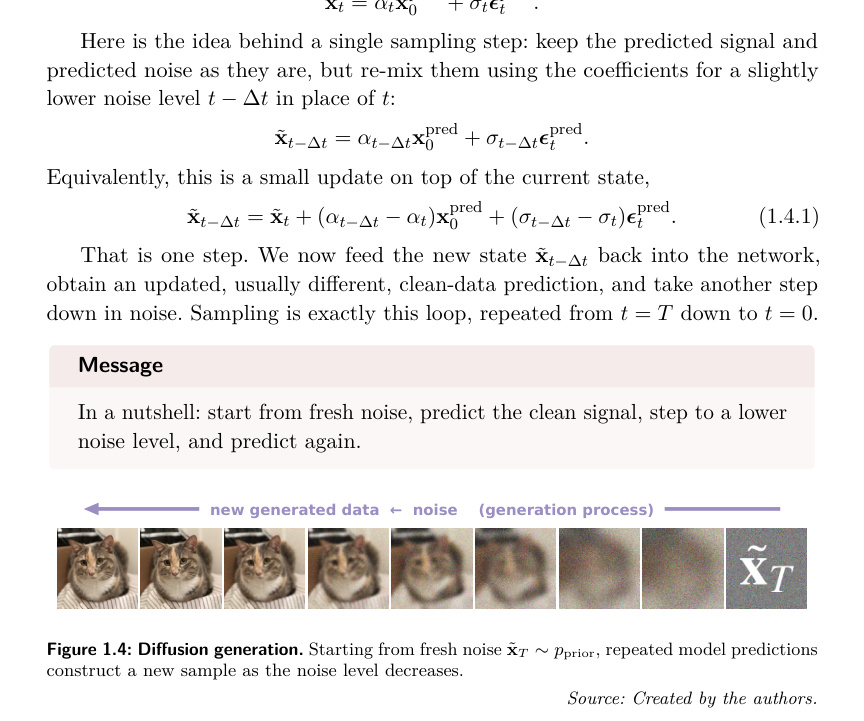 x_t = α_t x_0 + σ_t ε_t .
Here is the idea behind a single sampling step: keep the predicted signal and
predicted noise as they are, but re-mix them using the coefficients for a slightly
lower noise level t − Δt in place of t:
x̃_{t−Δt} = α_{t−Δt} x_0^{pred} + σ_{t−Δt} ϵ_t^{pred}.
Equivalently, this is a small update on top of the current state,
x̃_{t−Δt} = x̃_t + (α_{t−Δt} − α_t) x_0^{pred} + (σ_{t−Δt} − σ_t) ϵ_t^{pred}. (1.4.1)
That is one step. We now feed the new state x̃_{t−Δt} back into the network,
obtain an updated, usually different, clean-data prediction, and take another step
down in noise. Sampling is exactly this loop, repeated from t = T down to t = 0.
Message
In a nutshell: start from fresh noise, predict the clean signal, step to a lower
noise level, and predict again.
new generated data ← noise (generation process)
x̃_T
Figure 1.4: Diffusion generation. Starting from fresh noise x̃_T ∼ p_{prior}, repeated model predictions
construct a new sample as the noise level decreases.
Source: Created by the authors.